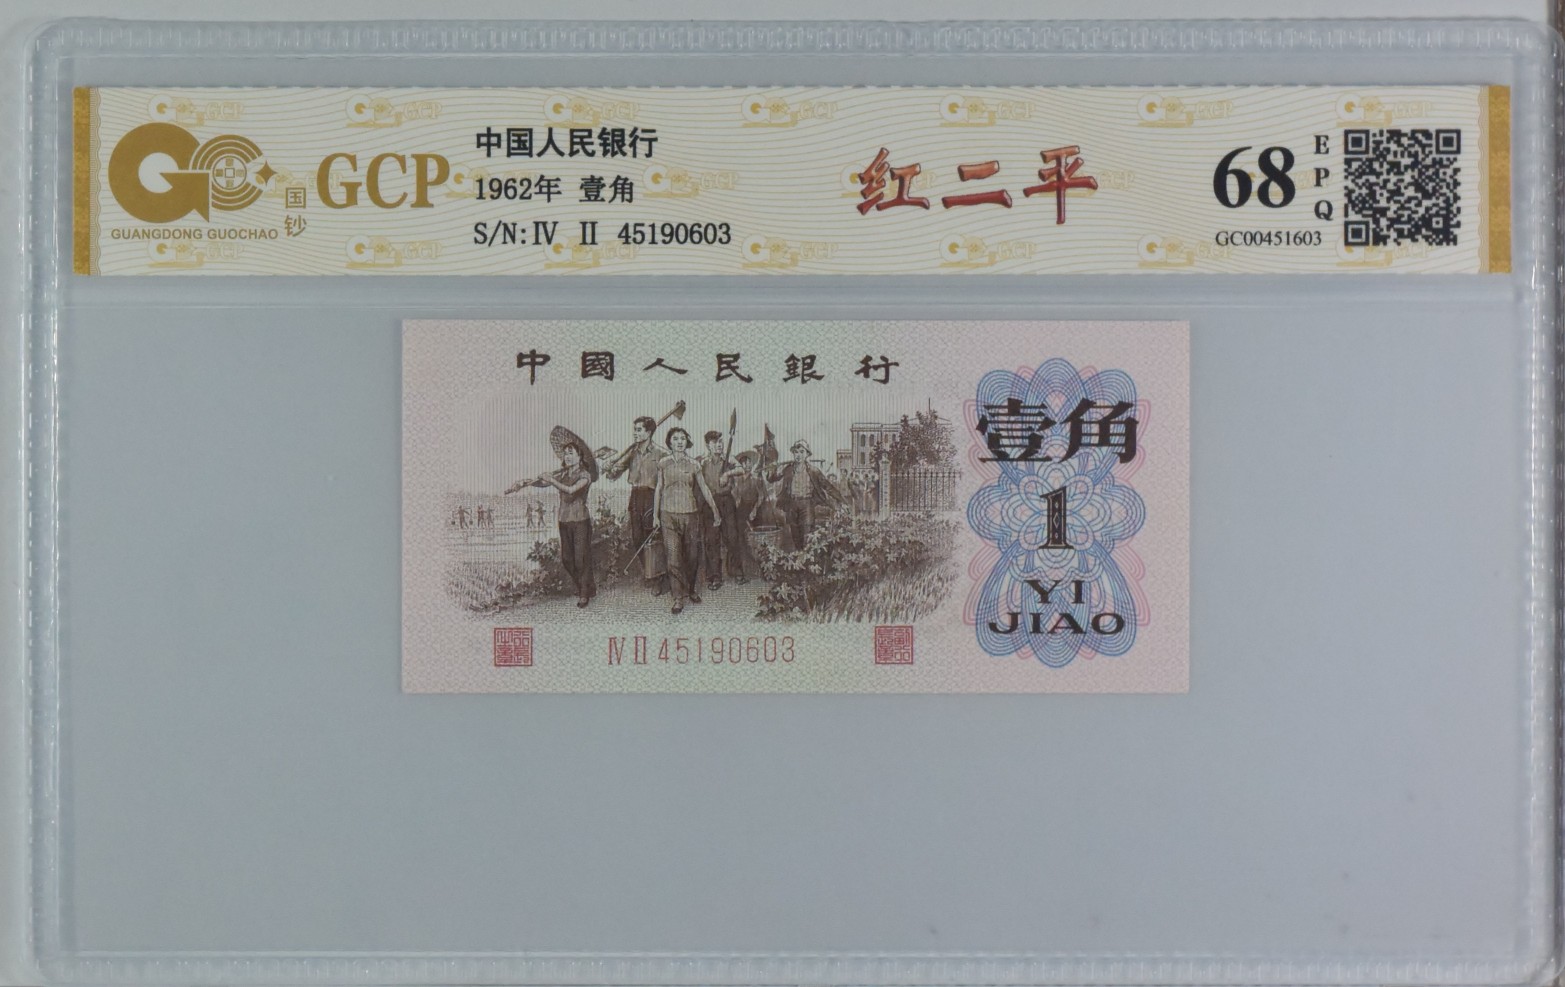 GCP
国钞
GUANGDONG GUOCHAO
中国人民银行
1962年 壹角
S/N: IV II 45190603
红二平
68
EPQ
GC00451603
中國人民銀行
壹角
1
YI
JIAO
IV II 45190603